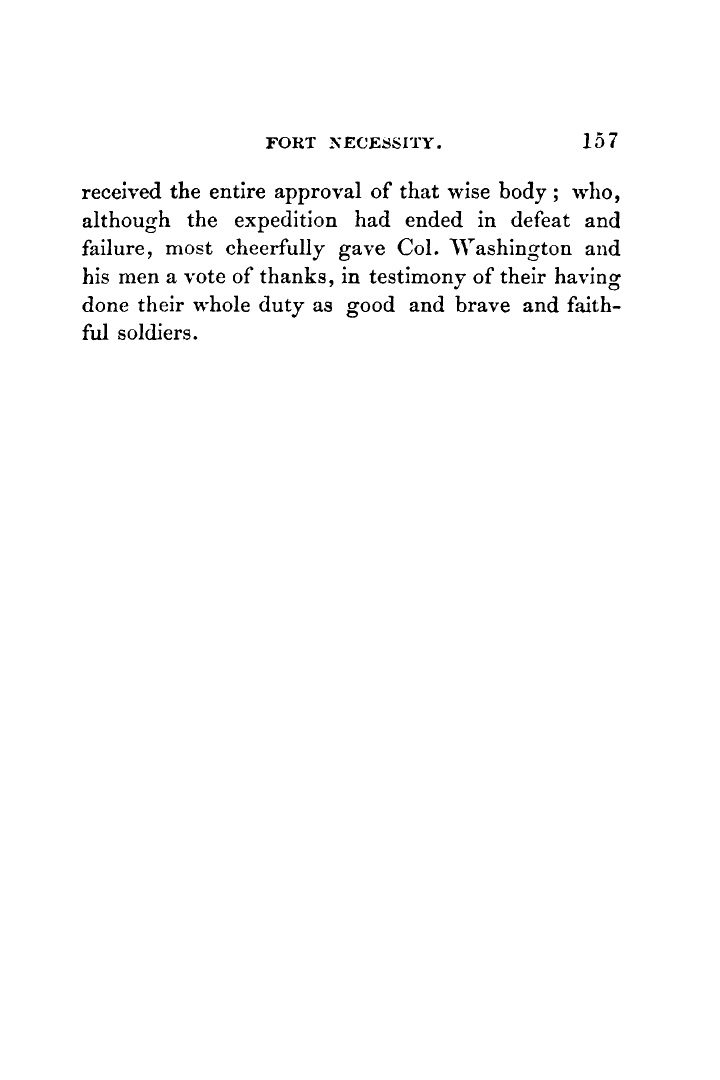 FORT NECESSITY. 157
received the entire approval of that wise body ; who,
although the expedition had ended in defeat and
failure, most cheerfully gave Col. Washington and
his men a vote of thanks, in testimony of their having
done their whole duty as good and brave and faith-
ful soldiers.